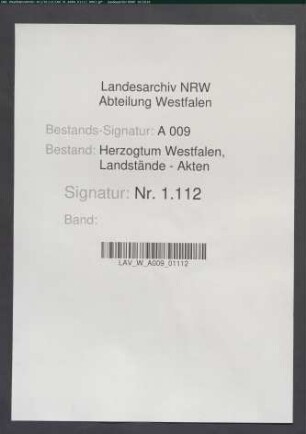 Landesarchiv NRW
Abteilung Westfalen
Bestands-Signatur: A 009
Bestand: Herzogtum Westfalen,
Landstände - Akten
Signatur: Nr. 1.112
Band:
LAV_W_A009_01112